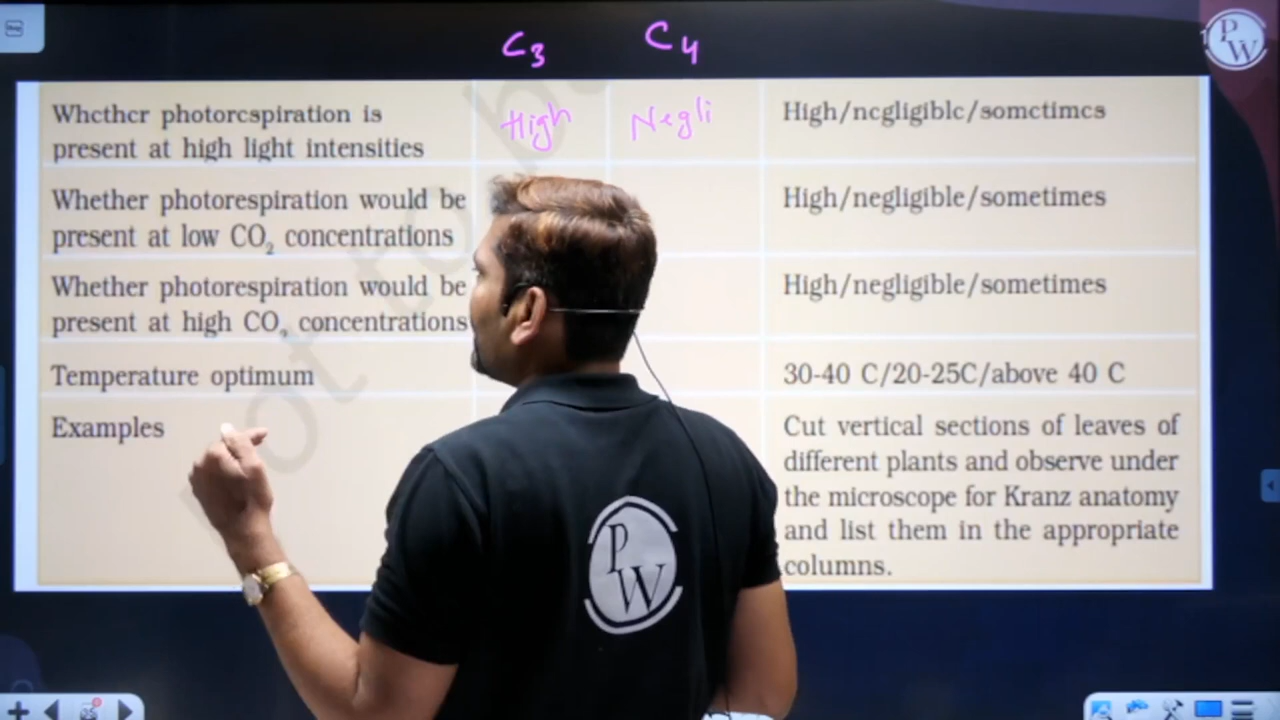 C3 C4
PW
Whether photorespiration is
present at high light intensities
High
Negli
High/negligible/sometimes
Whether photorespiration would be
present at low CO2 concentrations
High/negligible/sometimes
Whether photorespiration would be
present at high CO2 concentrations
High/negligible/sometimes
Temperature optimum
30-40 C/20-25C/above 40 C
Examples
Cut vertical sections of leaves of
different plants and observe under
the microscope for Kranz anatomy
and list them in the appropriate
columns.
PW